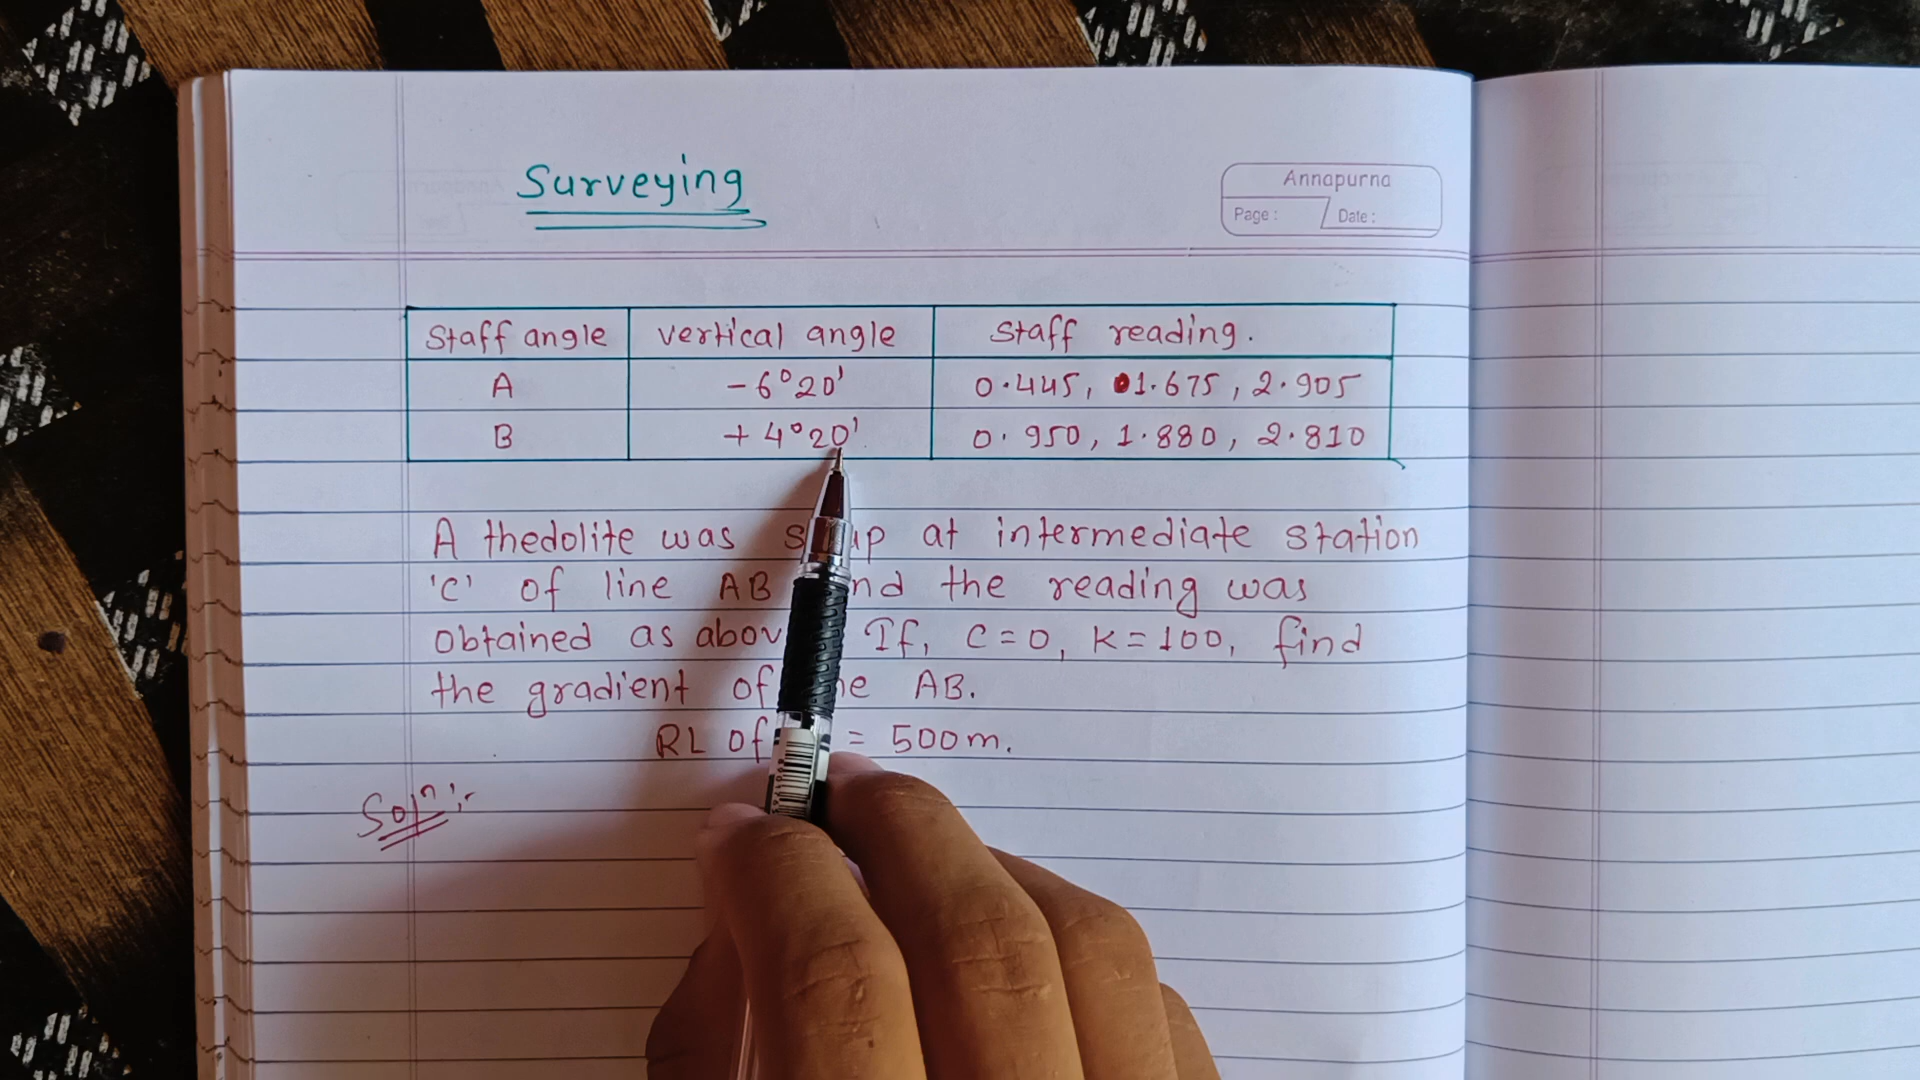 Surveying
Annapurna
Page : Date :
Staff angle vertical angle Staff reading.
A -6°20' 0.445, 1.675, 2.905
B +4°20' 0.950, 1.880, 2.810
A thedolite was at intermediate station
'C' of line AB the reading was
obtained as If, C=0, K=100, find
the gradient of AB.
RL of = 500m.
Soln:-